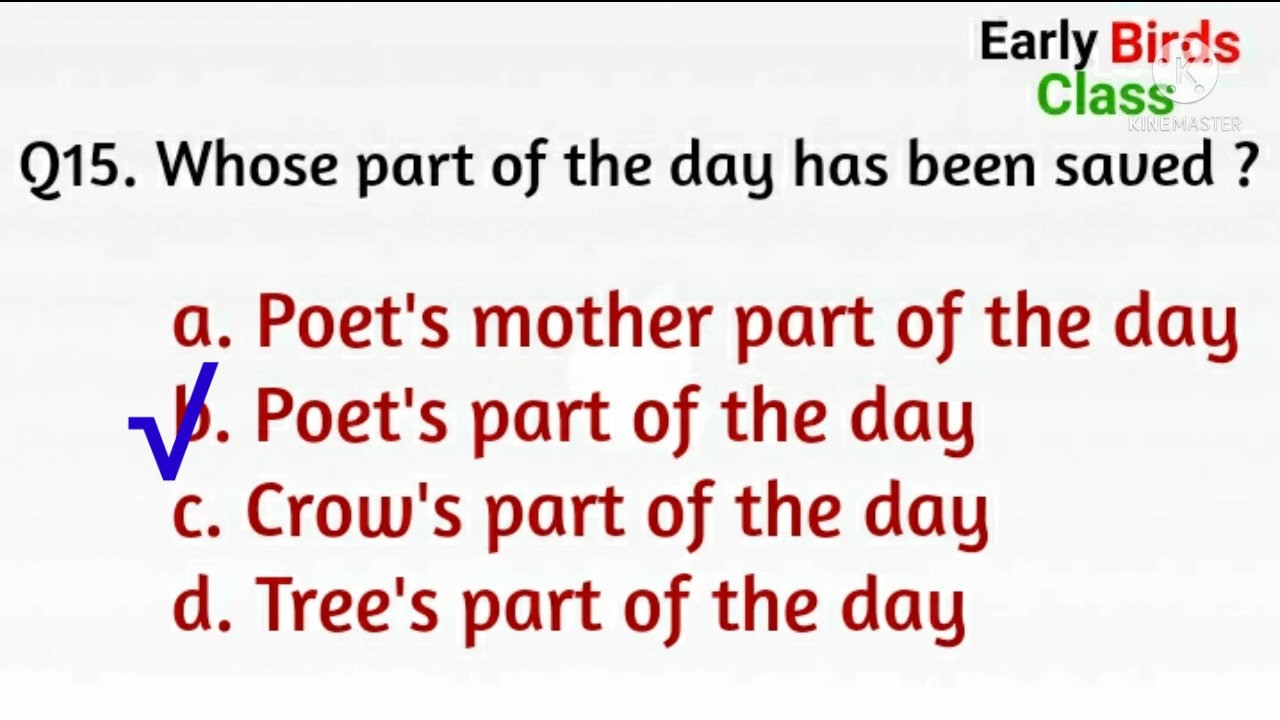 Early Birds
Class
KINEMASTER
Q15. Whose part of the day has been saved ?
a. Poet's mother part of the day
√b. Poet's part of the day
c. Crow's part of the day
d. Tree's part of the day